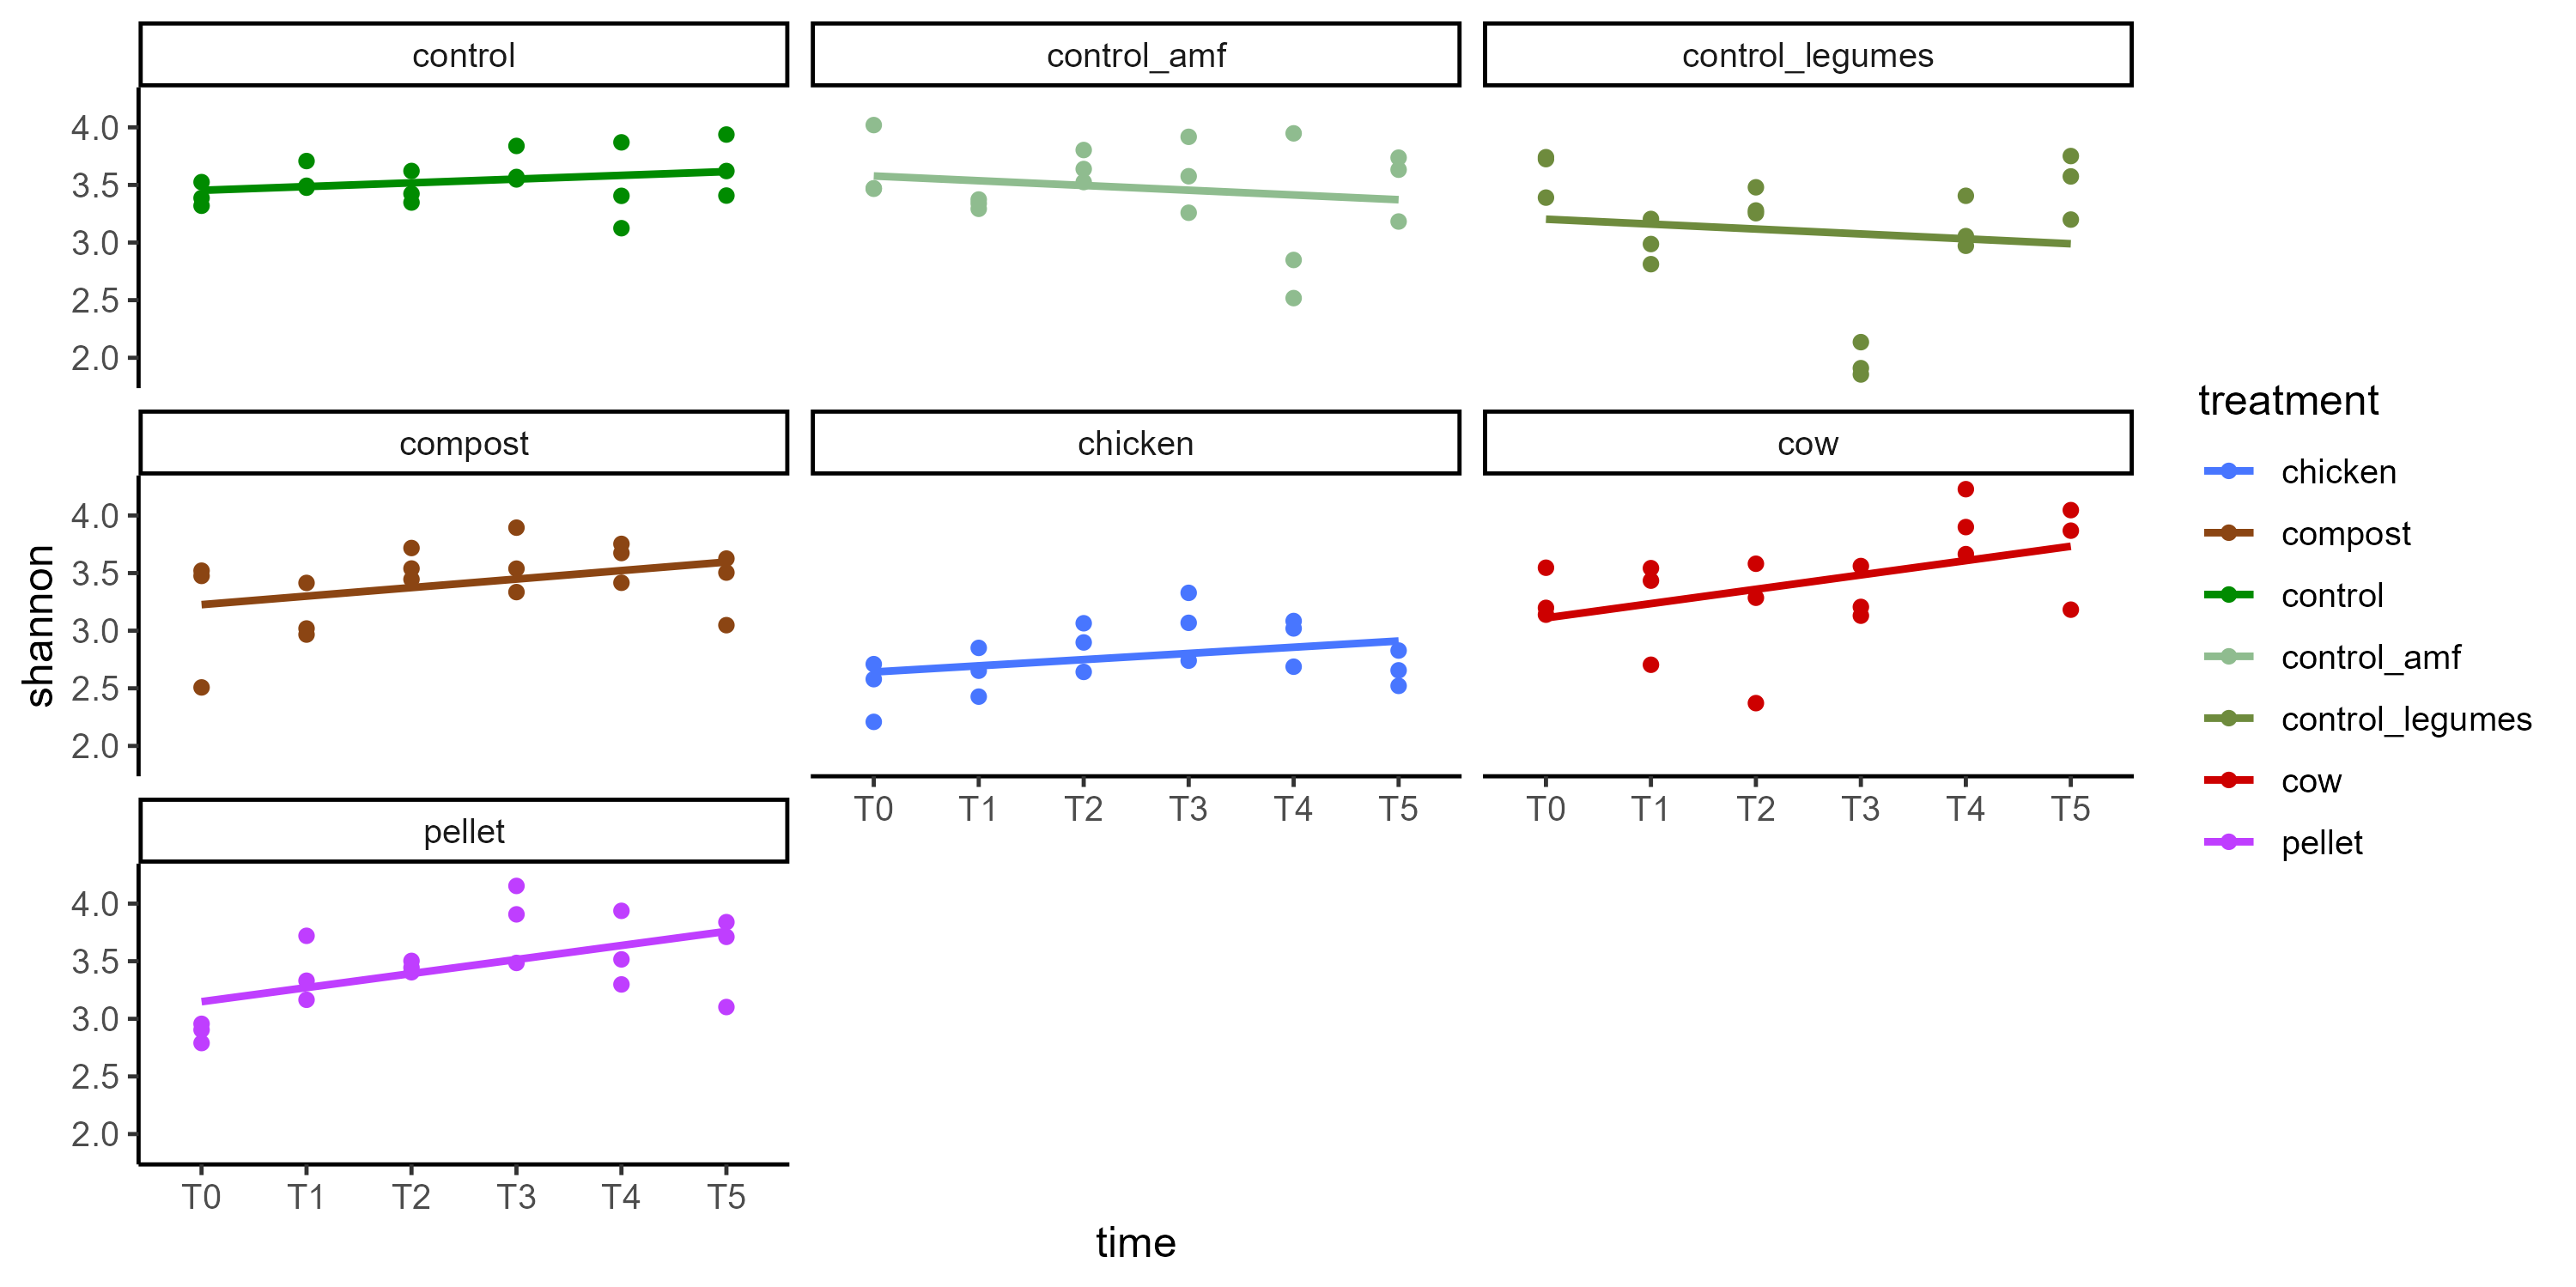 control
control_amf
control_legumes
4.0
3.5
3.0
2.5
2.0
compost
chicken
cow
4.0
3.5
3.0
2.5
2.0
T0 T1 T2 T3 T4 T5
T0 T1 T2 T3 T4 T5
pellet
4.0
3.5
3.0
2.5
2.0
T0 T1 T2 T3 T4 T5
shannon
time
treatment
chicken
compost
control
control_amf
control_legumes
cow
pellet